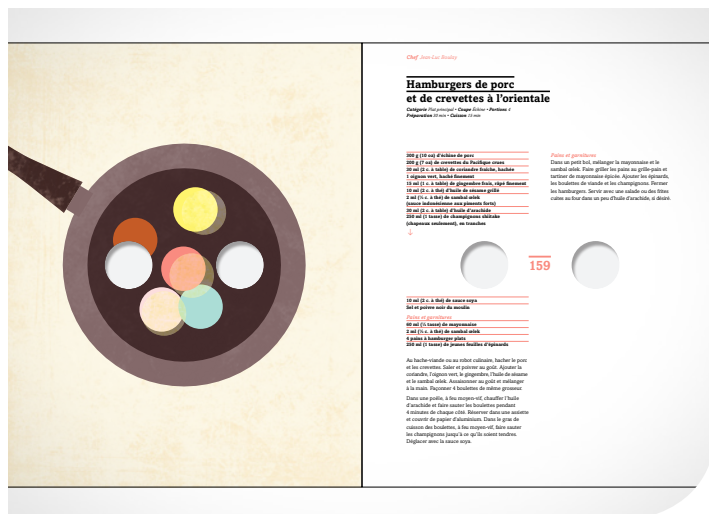 Chef Jean-Luc Boulay
Hamburgers de porc
et de crevettes à l'orientale
Catégorie Plat principal • Coupe Échine • Portions 4
Préparation 30 min • Cuisson 15 min
300 g (10 oz) d'échine de porc
200 g (7 oz) de crevettes du Pacifique crues
30 ml (2 c. à table) de coriandre fraîche, hachée
1 oignon vert, haché finement
15 ml (1 c. à table) de gingembre frais, râpé finement
10 ml (2 c. à thé) d'huile de sésame grillé
2 ml (½ c. à thé) de sambal œlek
(sauce indonésienne aux piments forts)
30 ml (2 c. à table) d'huile d'arachide
250 ml (1 tasse) de champignons shiitake
(chapeaux seulement), en tranches
↓
10 ml (2 c. à thé) de sauce soya
Sel et poivre noir du moulin
Pains et garnitures
60 ml (¼ tasse) de mayonnaise
2 ml (½ c. à thé) de sambal œlek
4 pains à hamburger plats
250 ml (1 tasse) de jeunes feuilles d'épinards
Au hache-viande ou au robot culinaire, hacher le porc
et les crevettes. Saler et poivrer au goût. Ajouter la
coriandre, l'oignon vert, le gingembre, l'huile de sésame
et le sambal œlek. Assaisonner au goût et mélanger
à la main. Façonner 4 boulettes de même grosseur
Dans une poêle, à feu moyen-vif, chauffer l'huile
d'arachide et faire sauter les boulettes pendant
4 minutes de chaque côté. Réserver dans une assiette
et couvrir de papier d'aluminium. Dans le gras de
cuisson des boulettes, à feu moyen-vif, faire sauter
les champignons jusqu'à ce qu'ils soient tendres.
Déglacer avec la sauce soya.
Pains et garnitures
Dans un petit bol, mélanger la mayonnaise et le
sambal œlek. Faire griller les pains au grille-pain et
tartiner de mayonnaise épicée. Ajouter les épinards,
les boulettes de viande et les champignons. Fermer
les hamburgers. Servir avec une salade ou des frites
cuites au four dans un peu d'huile d'arachide, si désiré.
159